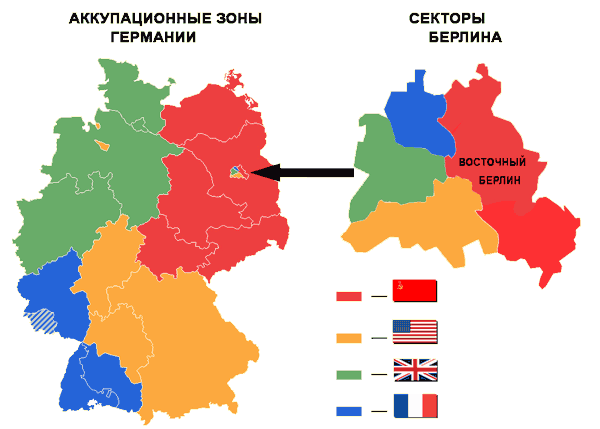 АККУПАЦИОННЫЕ ЗОНЫ
ГЕРМАНИИ
СЕКТОРЫ
БЕРЛИНА
ВОСТОЧНЫЙ
БЕРЛИН